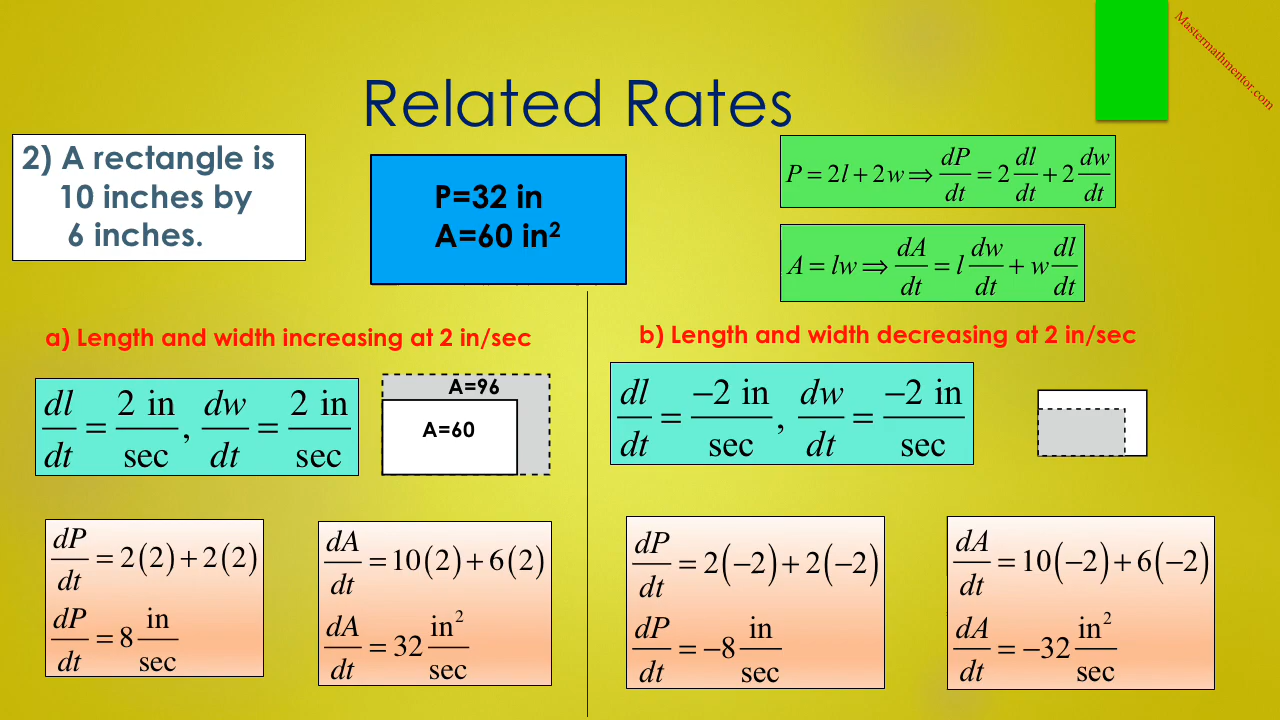 Mastermathmentor.com
Related Rates
2) A rectangle is
10 inches by
6 inches.
P=32 in
A=60 in²
P = 2l + 2w ⇒ dP/dt = 2 dl/dt + 2 dw/dt
A = lw ⇒ dA/dt = l dw/dt + w dl/dt
a) Length and width increasing at 2 in/sec
dl/dt = 2 in/sec, dw/dt = 2 in/sec
A=96
A=60
dP/dt = 2(2) + 2(2)
dP/dt = 8 in/sec
dA/dt = 10(2) + 6(2)
dA/dt = 32 in²/sec
b) Length and width decreasing at 2 in/sec
dl/dt = −2 in/sec, dw/dt = −2 in/sec
dP/dt = 2(−2) + 2(−2)
dP/dt = −8 in/sec
dA/dt = 10(−2) + 6(−2)
dA/dt = −32 in²/sec